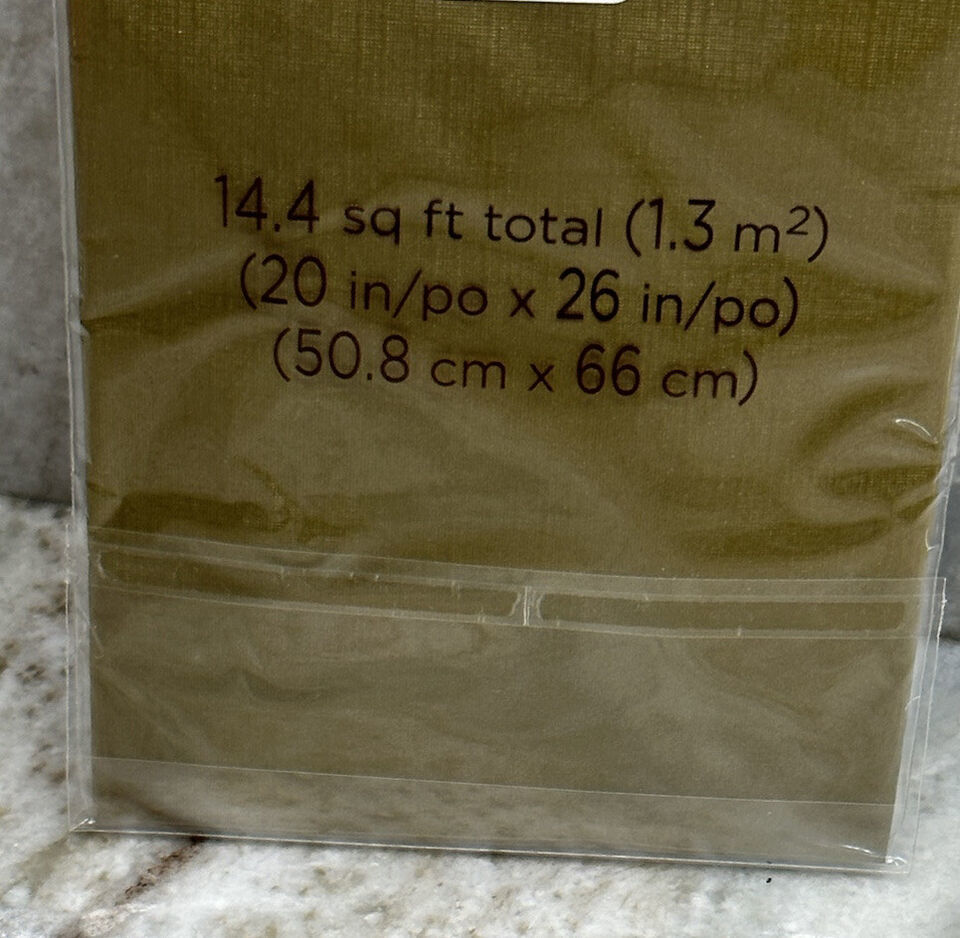 14.4 sq ft total (1.3 m²)
(20 in/po x 26 in/po)
(50.8 cm x 66 cm)